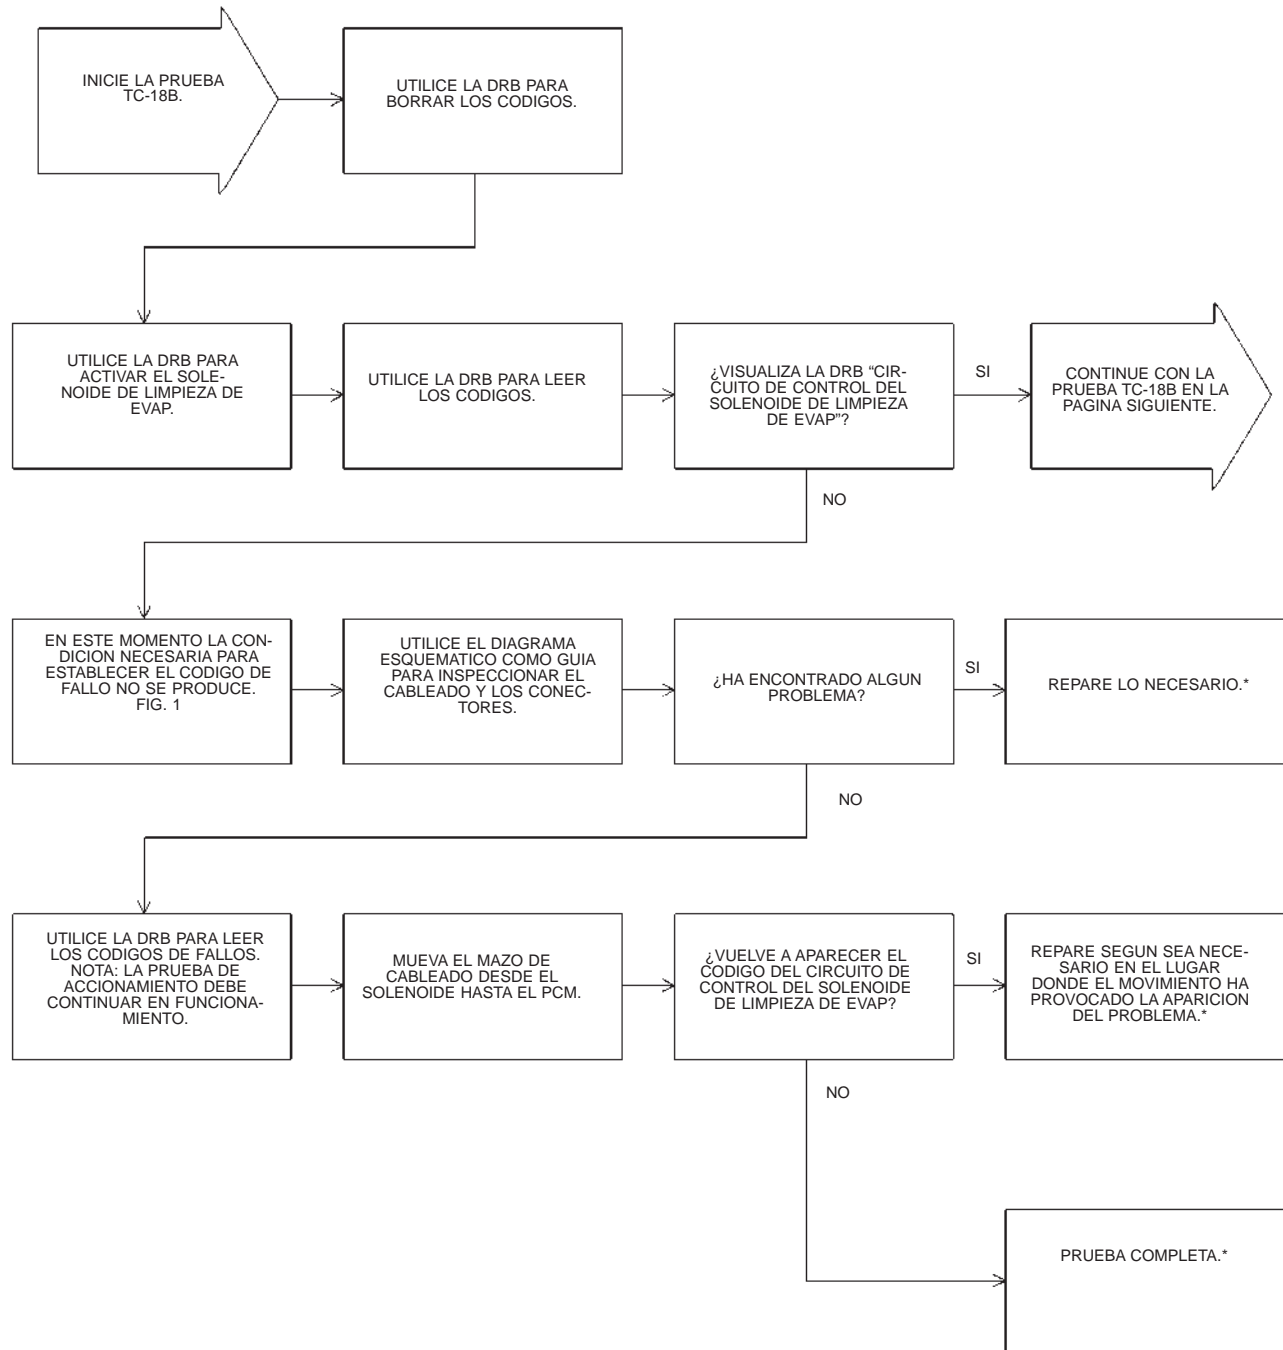 INICIE LA PRUEBA
TC-18B.
UTILICE LA DRB PARA
BORRAR LOS CODIGOS.
UTILICE LA DRB PARA
ACTIVAR EL SOLE-
NOIDE DE LIMPIEZA DE
EVAP.
UTILICE LA DRB PARA LEER
LOS CODIGOS.
¿VISUALIZA LA DRB “CIR-
CUITO DE CONTROL DEL
SOLENOIDE DE LIMPIEZA
DE EVAP”?
SI
CONTINUE CON LA
PRUEBA TC-18B EN LA
PAGINA SIGUIENTE.
NO
EN ESTE MOMENTO LA CON-
DICION NECESARIA PARA
ESTABLECER EL CODIGO DE
FALLO NO SE PRODUCE.
FIG. 1
UTILICE EL DIAGRAMA
ESQUEMATICO COMO GUIA
PARA INSPECCIONAR EL
CABLEADO Y LOS CONEC-
TORES.
¿HA ENCONTRADO ALGUN
PROBLEMA?
SI
REPARE LO NECESARIO.*
NO
UTILICE LA DRB PARA LEER
LOS CODIGOS DE FALLOS.
NOTA: LA PRUEBA DE
ACCIONAMIENTO DEBE
CONTINUAR EN FUNCIONA-
MIENTO.
MUEVA EL MAZO DE
CABLEADO DESDE EL
SOLENOIDE HASTA EL PCM.
¿VUELVE A APARECER EL
CODIGO DEL CIRCUITO DE
CONTROL DEL SOLENOIDE
DE LIMPIEZA DE EVAP?
SI
REPARE SEGUN SEA NECE-
SARIO EN EL LUGAR
DONDE EL MOVIMIENTO HA
PROVOCADO LA APARICION
DEL PROBLEMA.*
NO
PRUEBA COMPLETA.*